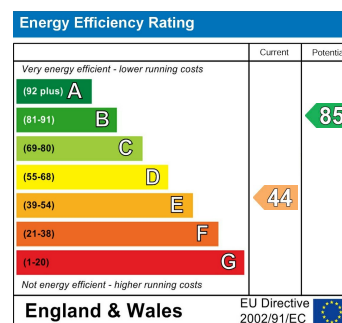 Energy Efficiency Rating
Current Potentia
Very energy efficient - lower running costs
(92 plus) A
(81-91) B
85
(69-80) C
(55-68) D
(39-54) E
44
(21-38) F
(1-20) G
Not energy efficient - higher running costs
England & Wales
EU Directive
2002/91/EC